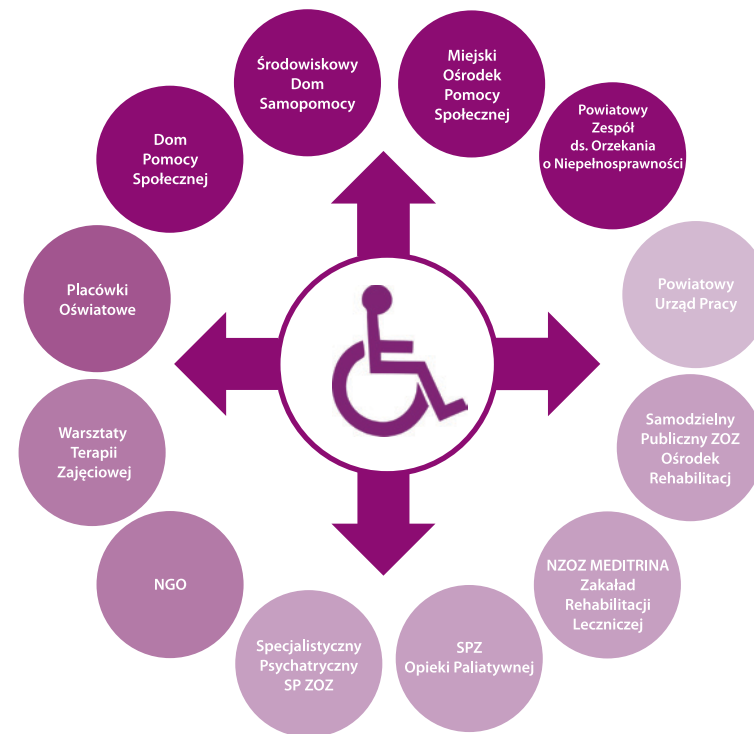 Środowiskowy
Dom
Samopomocy
Miejski
Ośrodek
Pomocy
Społecznej
Powiatowy
Zespół
ds. Orzekania
o Niepełnosprawności
Powiatowy
Urząd Pracy
Samodzielny
Publiczny ZOZ
Ośrodek
Rehabilitacj
NZOZ MEDITRINA
Zakaład
Rehabilitacji
Leczniczej
SPZ
Opieki Paliatywnej
Specjalistyczny
Psychatryczny
SP ZOZ
NGO
Warsztaty
Terapii
Zajęciowej
Placówki
Oświatowe
Dom
Pomocy
Społecznej